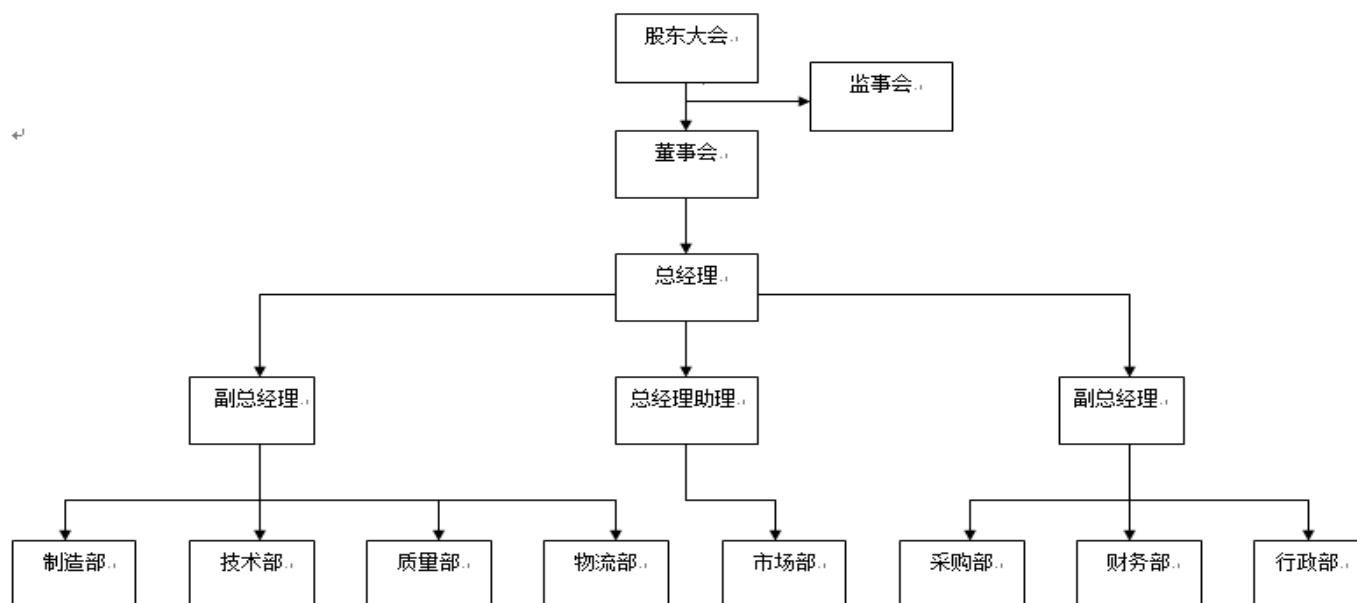 股东大会
监事会
董事会
总经理
副总经理
总经理助理
副总经理
制造部
技术部
质量部
物流部
市场部
采购部
财务部
行政部